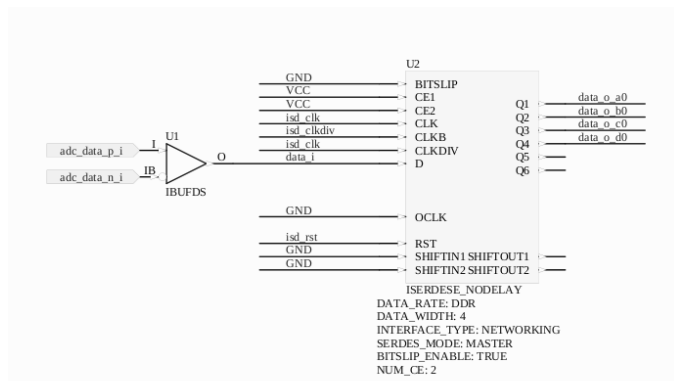 U2
GND BITSLIP
VCC CE1
VCC CE2
isd_clk CLK
isd_clkdiv CLKB
isd_clk CLKDIV
data_i D
Q1 data_o_a0
Q2 data_o_b0
Q3 data_o_c0
Q4 data_o_d0
Q5
Q6
U1
adc_data_p_i I
adc_data_n_i IB
O
IBUFDS
GND OCLK
isd_rst RST
GND SHIFTIN1 SHIFTOUT1
GND SHIFTIN2 SHIFTOUT2
ISERDESE_NODELAY
DATA_RATE: DDR
DATA_WIDTH: 4
INTERFACE_TYPE: NETWORKING
SERDES_MODE: MASTER
BITSLIP_ENABLE: TRUE
NUM_CE: 2